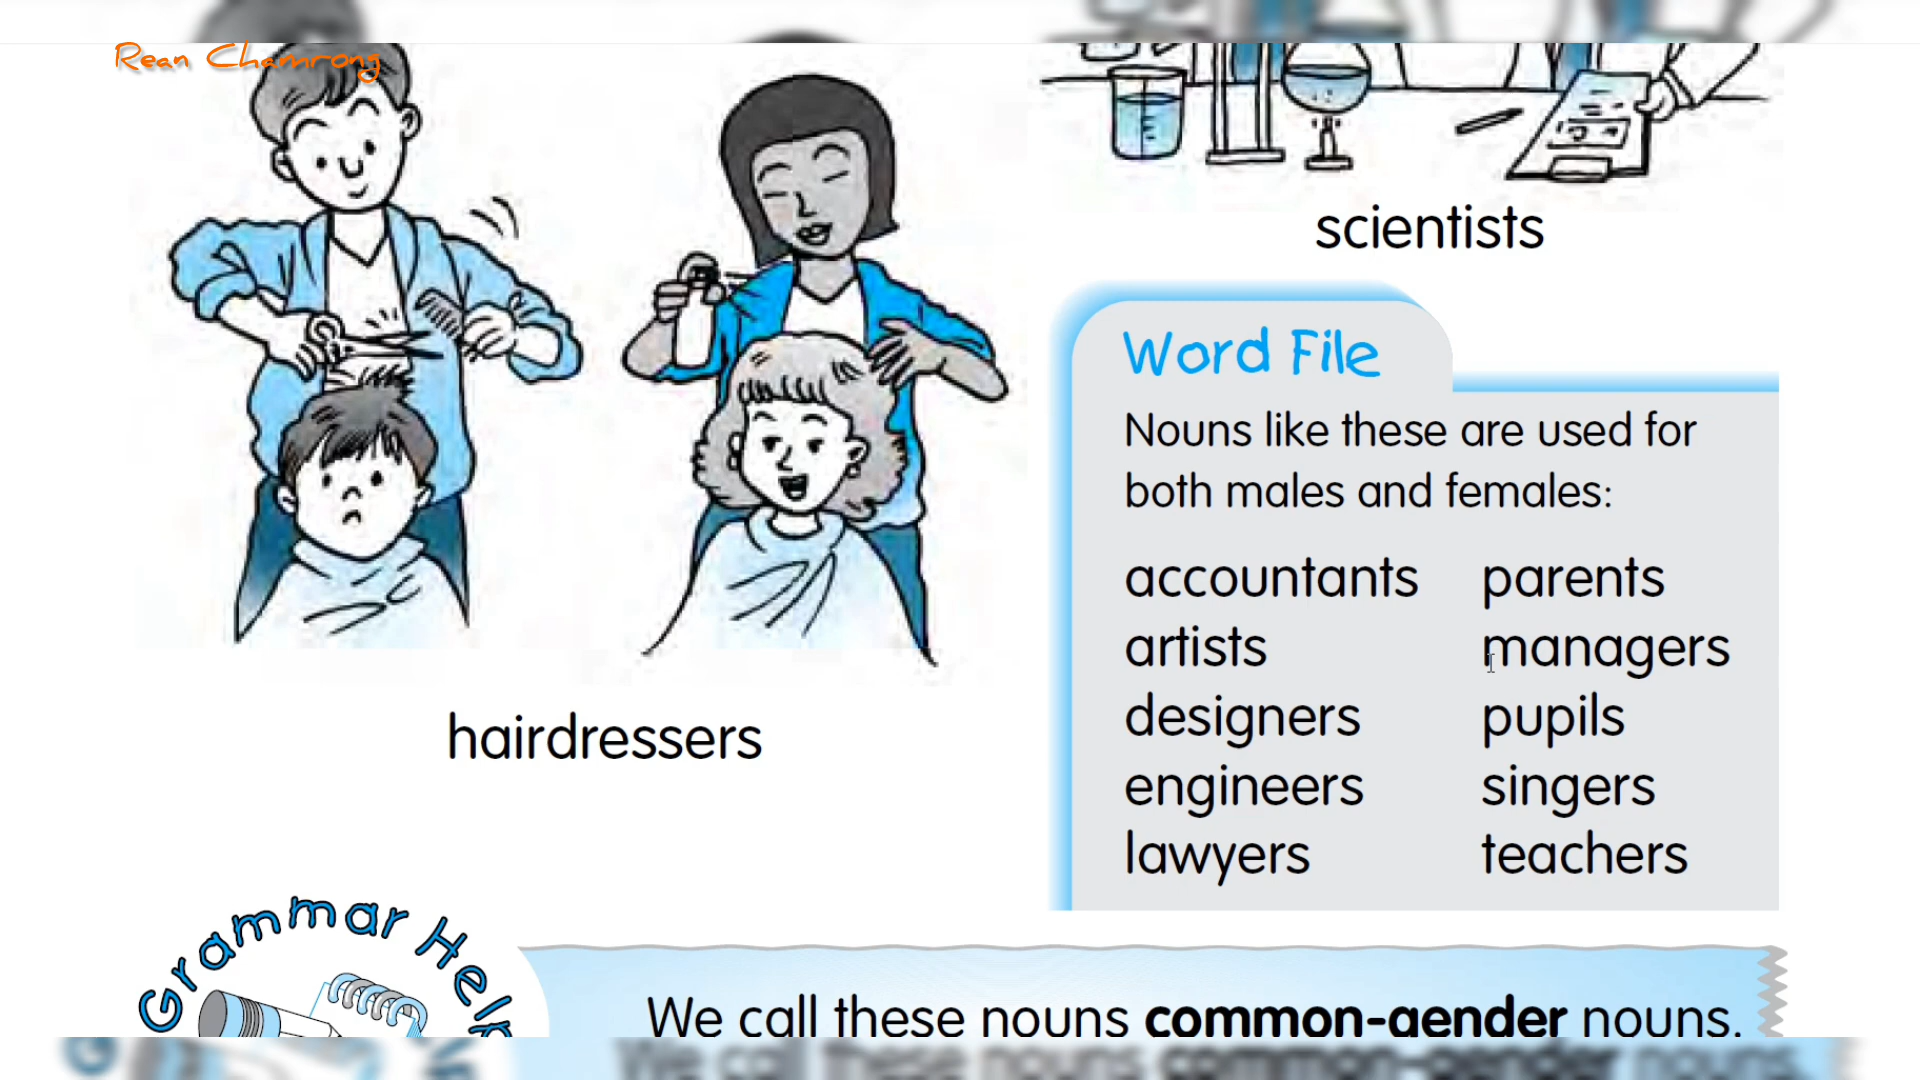 Rean Chamrong
scientists
Word File
Nouns like these are used for
both males and females:
accountants parents
artists managers
designers pupils
engineers singers
lawyers teachers
hairdressers
Grammar Help
We call these nouns common-gender nouns.